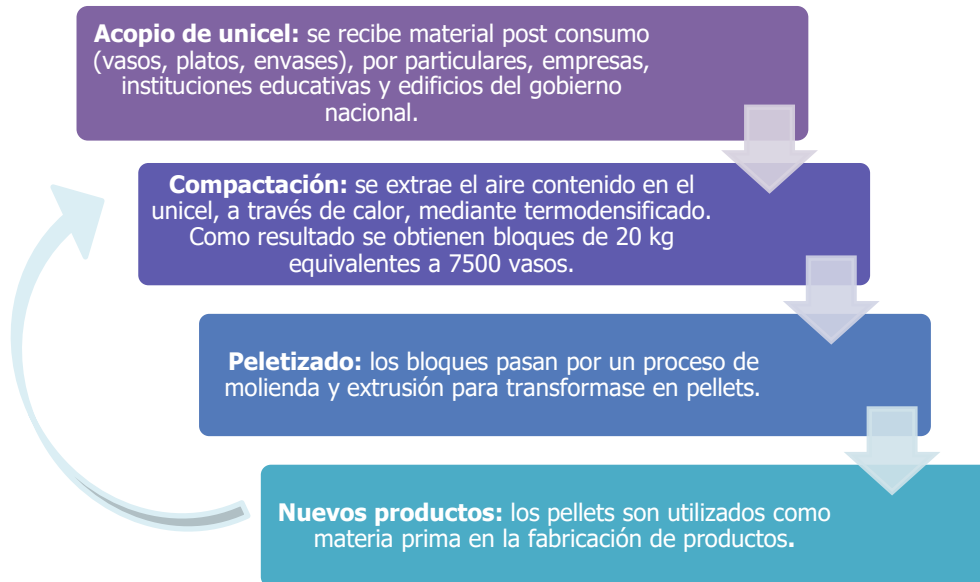 Acopio de unicel: se recibe material post consumo
(vasos, platos, envases), por particulares, empresas,
instituciones educativas y edificios del gobierno
nacional.
Compactación: se extrae el aire contenido en el
unicel, a través de calor, mediante termodensificado.
Como resultado se obtienen bloques de 20 kg
equivalentes a 7500 vasos.
Peletizado: los bloques pasan por un proceso de
molienda y extrusión para transformase en pellets.
Nuevos productos: los pellets son utilizados como
materia prima en la fabricación de productos.